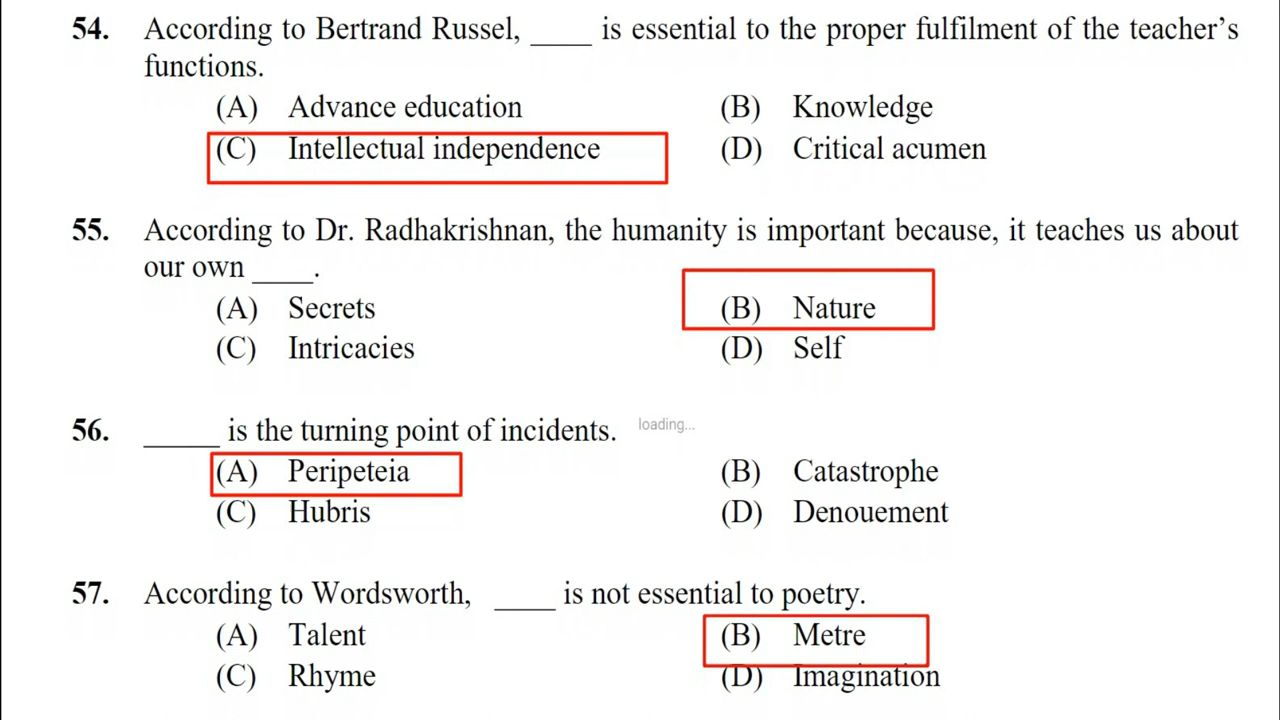 54. According to Bertrand Russel, ____ is essential to the proper fulfilment of the teacher's
functions.
(A) Advance education (B) Knowledge
(C) Intellectual independence (D) Critical acumen
55. According to Dr. Radhakrishnan, the humanity is important because, it teaches us about
our own ____.
(A) Secrets (B) Nature
(C) Intricacies (D) Self
56. _____ is the turning point of incidents. loading...
(A) Peripeteia (B) Catastrophe
(C) Hubris (D) Denouement
57. According to Wordsworth, ____ is not essential to poetry.
(A) Talent (B) Metre
(C) Rhyme (D) Imagination